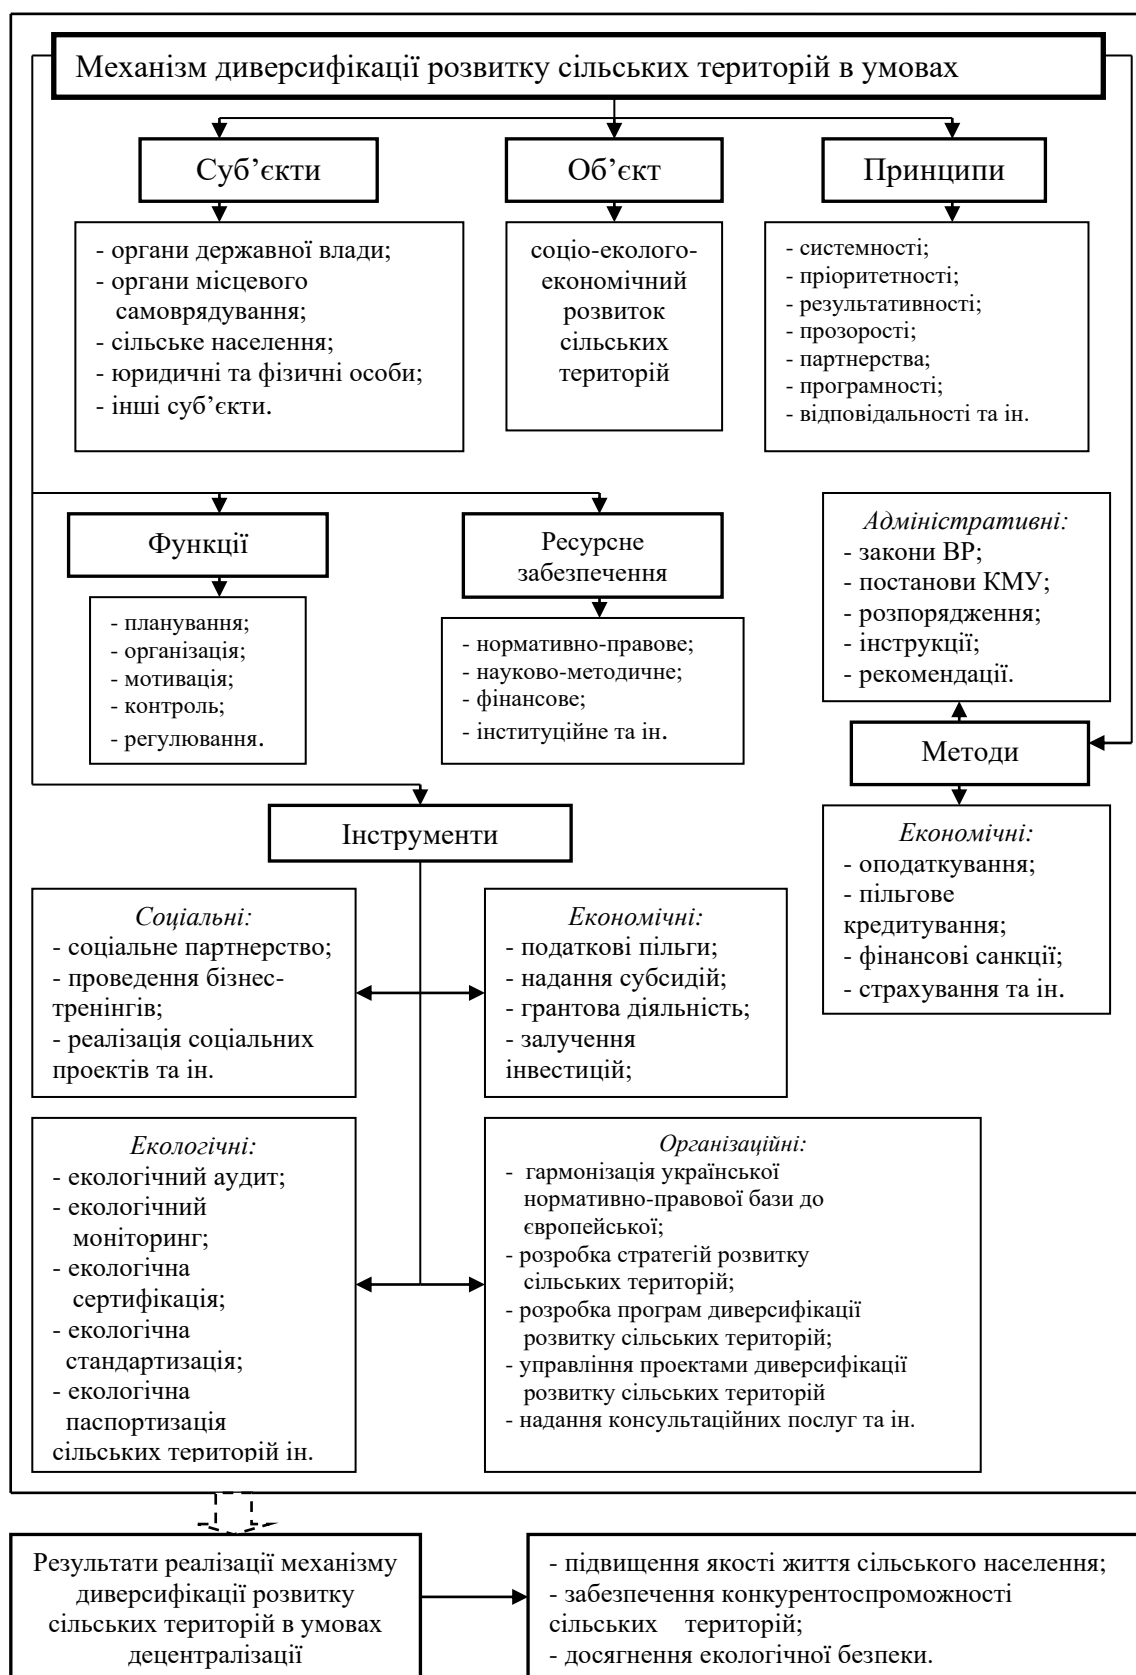 Механізм диверсифікації розвитку сільських територій в умовах
Суб’єкти
Об’єкт
Принципи
- органи державної влади;
- органи місцевого
самоврядування;
- сільське населення;
- юридичні та фізичні особи;
- інші суб’єкти.
соціо-еколого-
економічний
розвиток
сільських
територій
- системності;
- пріоритетності;
- результативності;
- прозорості;
- партнерства;
- програмності;
- відповідальності та ін.
Функції
Ресурсне
забезпечення
- планування;
- організація;
- мотивація;
- контроль;
- регулювання.
- нормативно-правове;
- науково-методичне;
- фінансове;
- інституційне та ін.
Адміністративні:
- закони ВР;
- постанови КМУ;
- розпорядження;
- інструкції;
- рекомендації.
Методи
Економічні:
- оподаткування;
- пільгове
кредитування;
- фінансові санкції;
- страхування та ін.
Інструменти
Соціальні:
- соціальне партнерство;
- проведення бізнес-
тренінгів;
- реалізація соціальних
проектів та ін.
Економічні:
- податкові пільги;
- надання субсидій;
- грантова діяльність;
- залучення
інвестицій;
Екологічні:
- екологічний аудит;
- екологічний
моніторинг;
- екологічна
сертифікація;
- екологічна
стандартизація;
- екологічна
паспортизація
сільських територій ін.
Організаційні:
- гармонізація української
нормативно-правової бази до
європейської;
- розробка стратегій розвитку
сільських територій;
- розробка програм диверсифікації
розвитку сільських територій;
- управління проектами диверсифікації
розвитку сільських територій
- надання консультаційних послуг та ін.
Результати реалізації механізму
диверсифікації розвитку
сільських територій в умовах
децентралізації
- підвищення якості життя сільського населення;
- забезпечення конкурентоспроможності
сільських територій;
- досягнення екологічної безпеки.